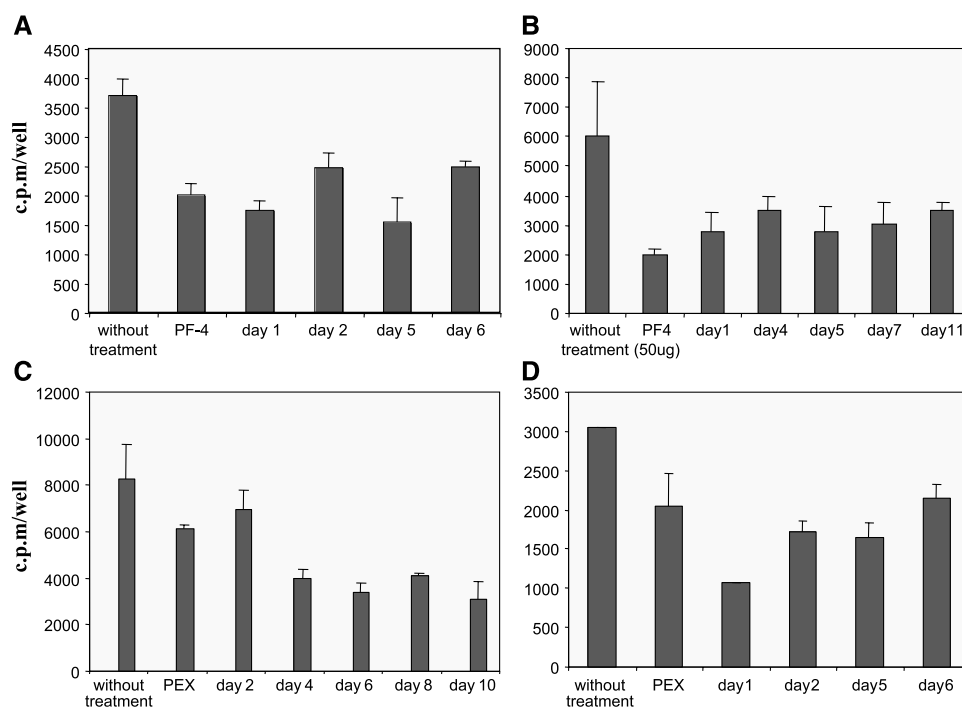 A
4500
4000
3500
3000
2500
2000
1500
1000
500
0
c.p.m/well
without treatment
PF-4
day 1
day 2
day 5
day 6
B
9000
8000
7000
6000
5000
4000
3000
2000
1000
0
without treatment
PF4 (50ug)
day1
day4
day5
day7
day11
C
12000
10000
8000
6000
4000
2000
0
c.p.m/well
without treatment
PEX
day 2
day 4
day 6
day 8
day 10
D
3500
3000
2500
2000
1500
1000
500
0
without treatment
PEX
day1
day2
day5
day6